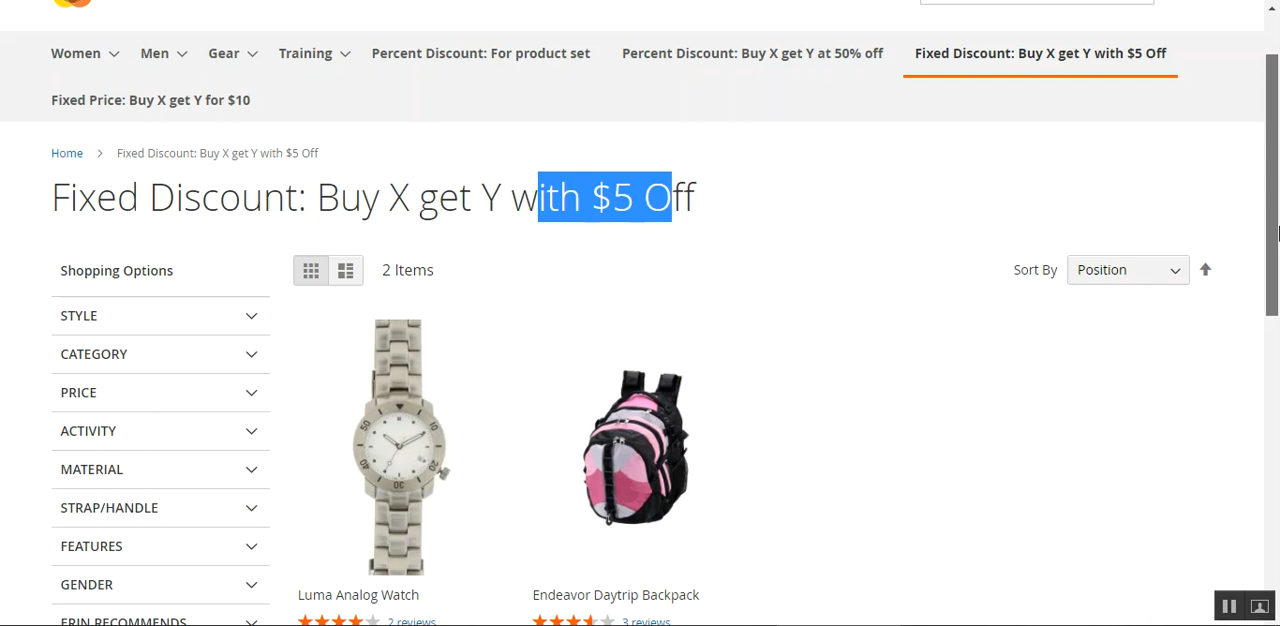 Women Men Gear Training Percent Discount: For product set Percent Discount: Buy X get Y at 50% off Fixed Discount: Buy X get Y with $5 Off
Fixed Price: Buy X get Y for $10
Home > Fixed Discount: Buy X get Y with $5 Off
Fixed Discount: Buy X get Y with $5 Off
Shopping Options
2 Items
Sort By Position
STYLE
CATEGORY
PRICE
ACTIVITY
MATERIAL
STRAP/HANDLE
FEATURES
GENDER
ERIN RECOMMENDS
Luma Analog Watch
2 reviews
Endeavor Daytrip Backpack
3 reviews